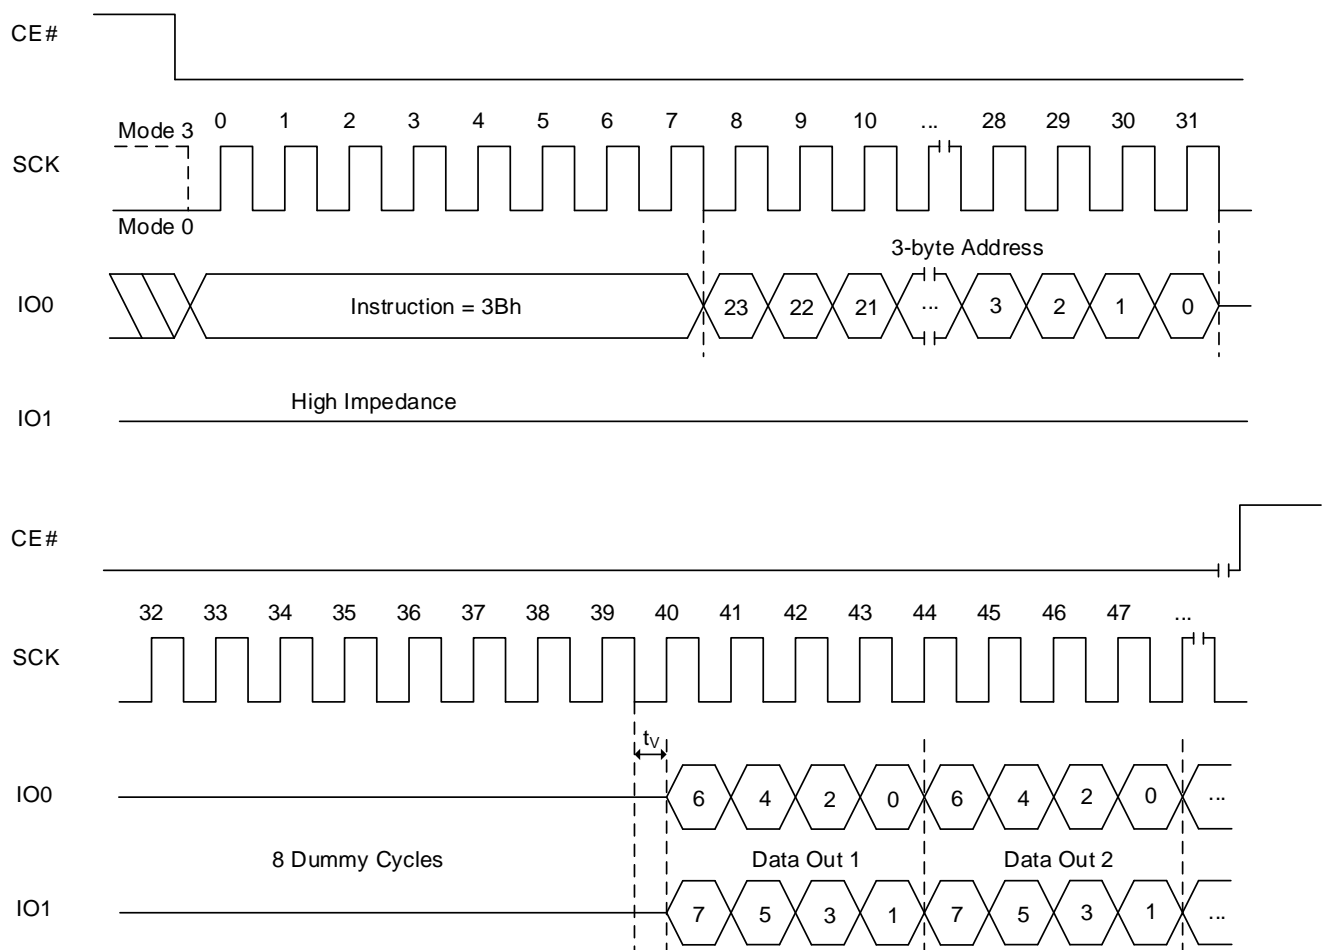 CE#
Mode 3 0 1 2 3 4 5 6 7 8 9 10 ... 28 29 30 31
SCK
Mode 0
3-byte Address
IO0 Instruction = 3Bh 23 22 21 ... 3 2 1 0
High Impedance
IO1
CE#
32 33 34 35 36 37 38 39 40 41 42 43 44 45 46 47 ...
SCK
tV
IO0 6 4 2 0 6 4 2 0 ...
8 Dummy Cycles Data Out 1 Data Out 2
IO1 7 5 3 1 7 5 3 1 ...